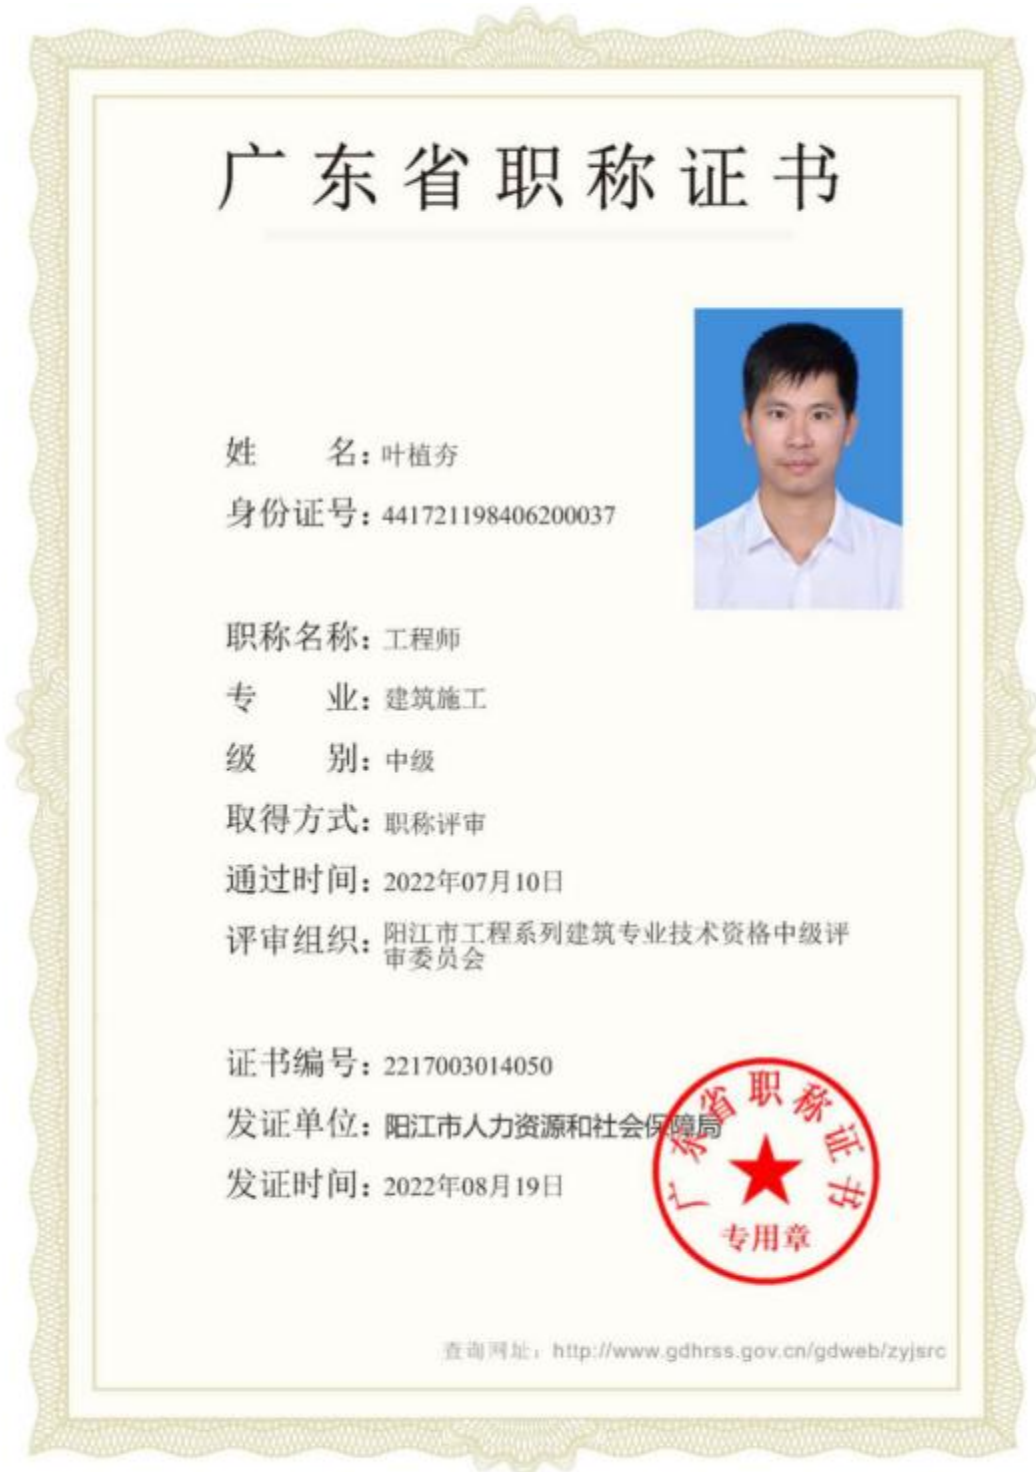 广东省职称证书
姓 名：叶植夯
身份证号：441721198406200037
职称名称：工程师
专 业：建筑施工
级 别：中级
取得方式：职称评审
通过时间：2022年07月10日
评审组织：阳江市工程系列建筑专业技术资格中级评
审委员会
证书编号：2217003014050
发证单位：阳江市人力资源和社会保障局
发证时间：2022年08月19日
广东省职称证书
专用章
查询网址：http://www.gdhrss.gov.cn/gdweb/zyjsrc